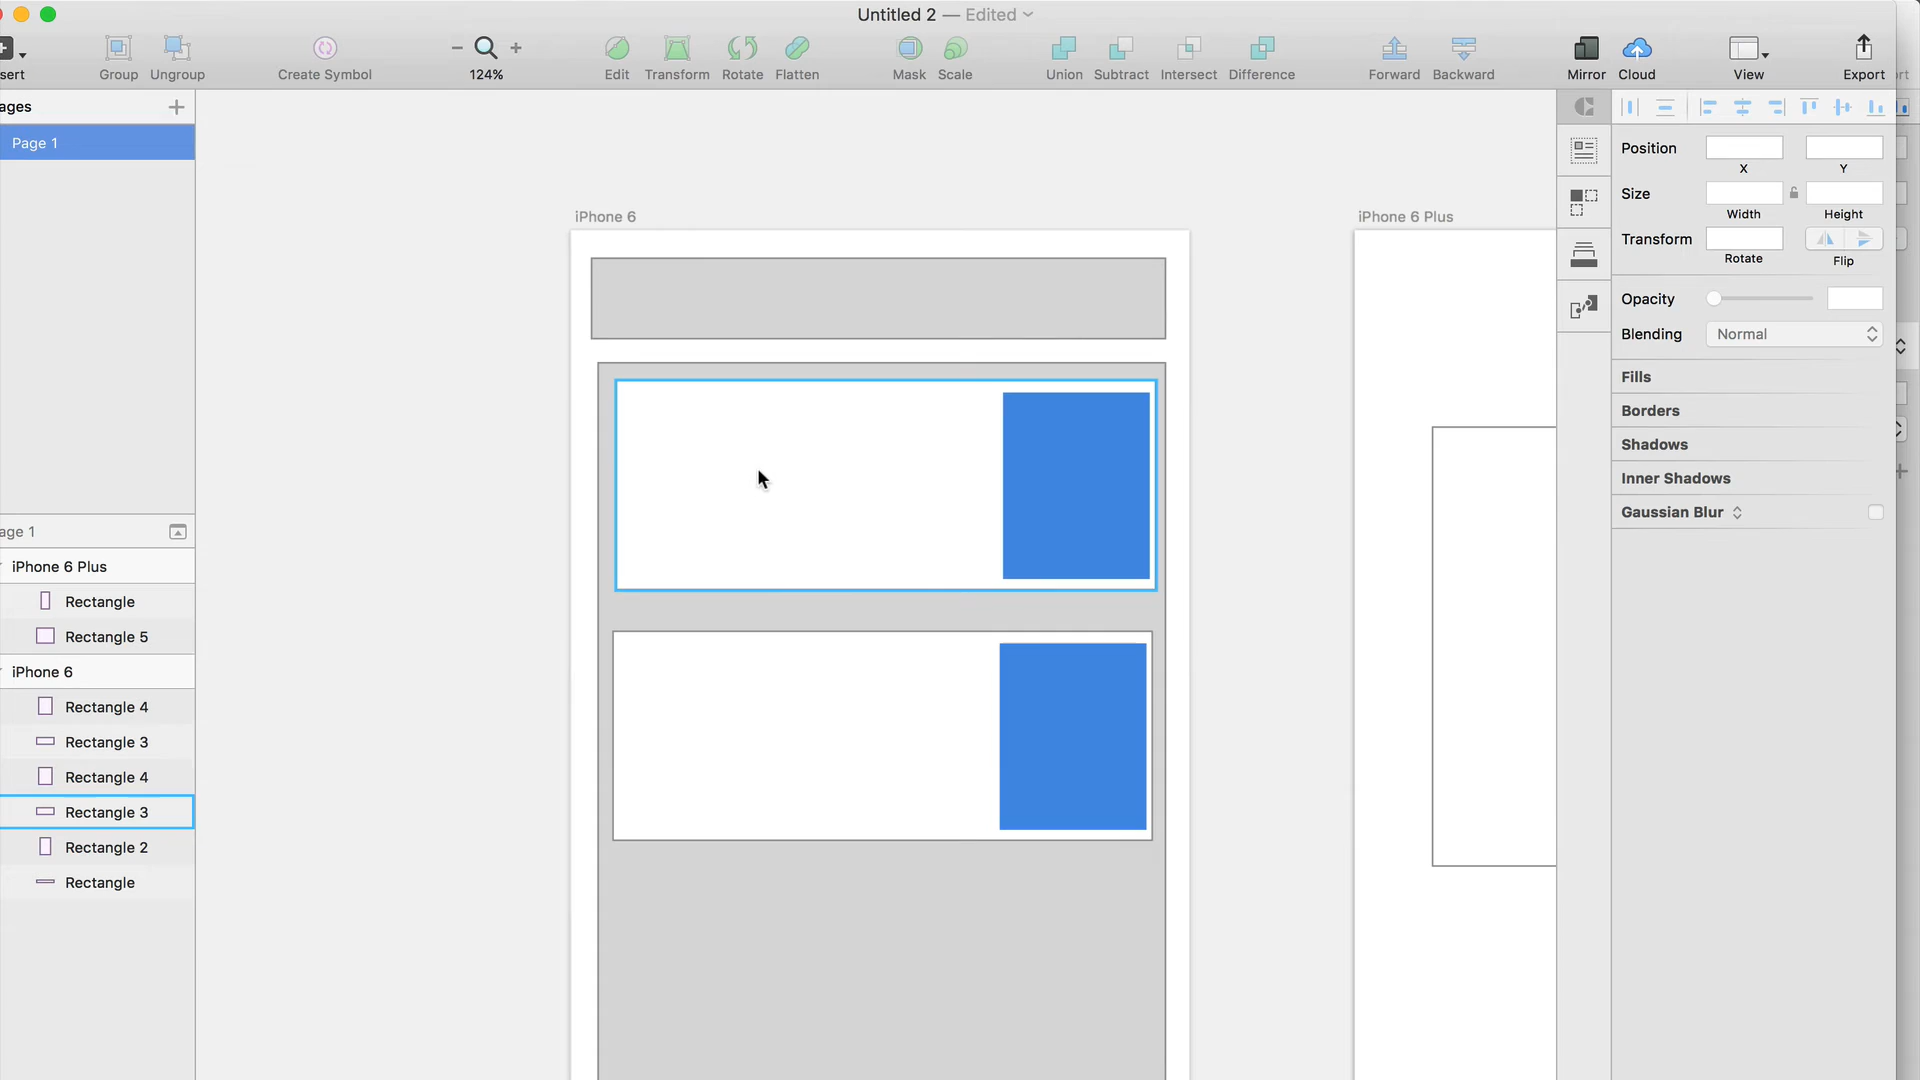 Untitled 2 — Edited
sert
Group
Ungroup
Create Symbol
124%
Edit
Transform
Rotate
Flatten
Mask
Scale
Union
Subtract
Intersect
Difference
Forward
Backward
Mirror
Cloud
View
Export
rt
ages
Page 1
age 1
iPhone 6 Plus
Rectangle
Rectangle 5
iPhone 6
Rectangle 4
Rectangle 3
Rectangle 4
Rectangle 3
Rectangle 2
Rectangle
iPhone 6
iPhone 6 Plus
Position
X
Y
Size
Width
Height
Transform
Rotate
Flip
Opacity
Blending
Normal
Fills
Borders
Shadows
Inner Shadows
Gaussian Blur